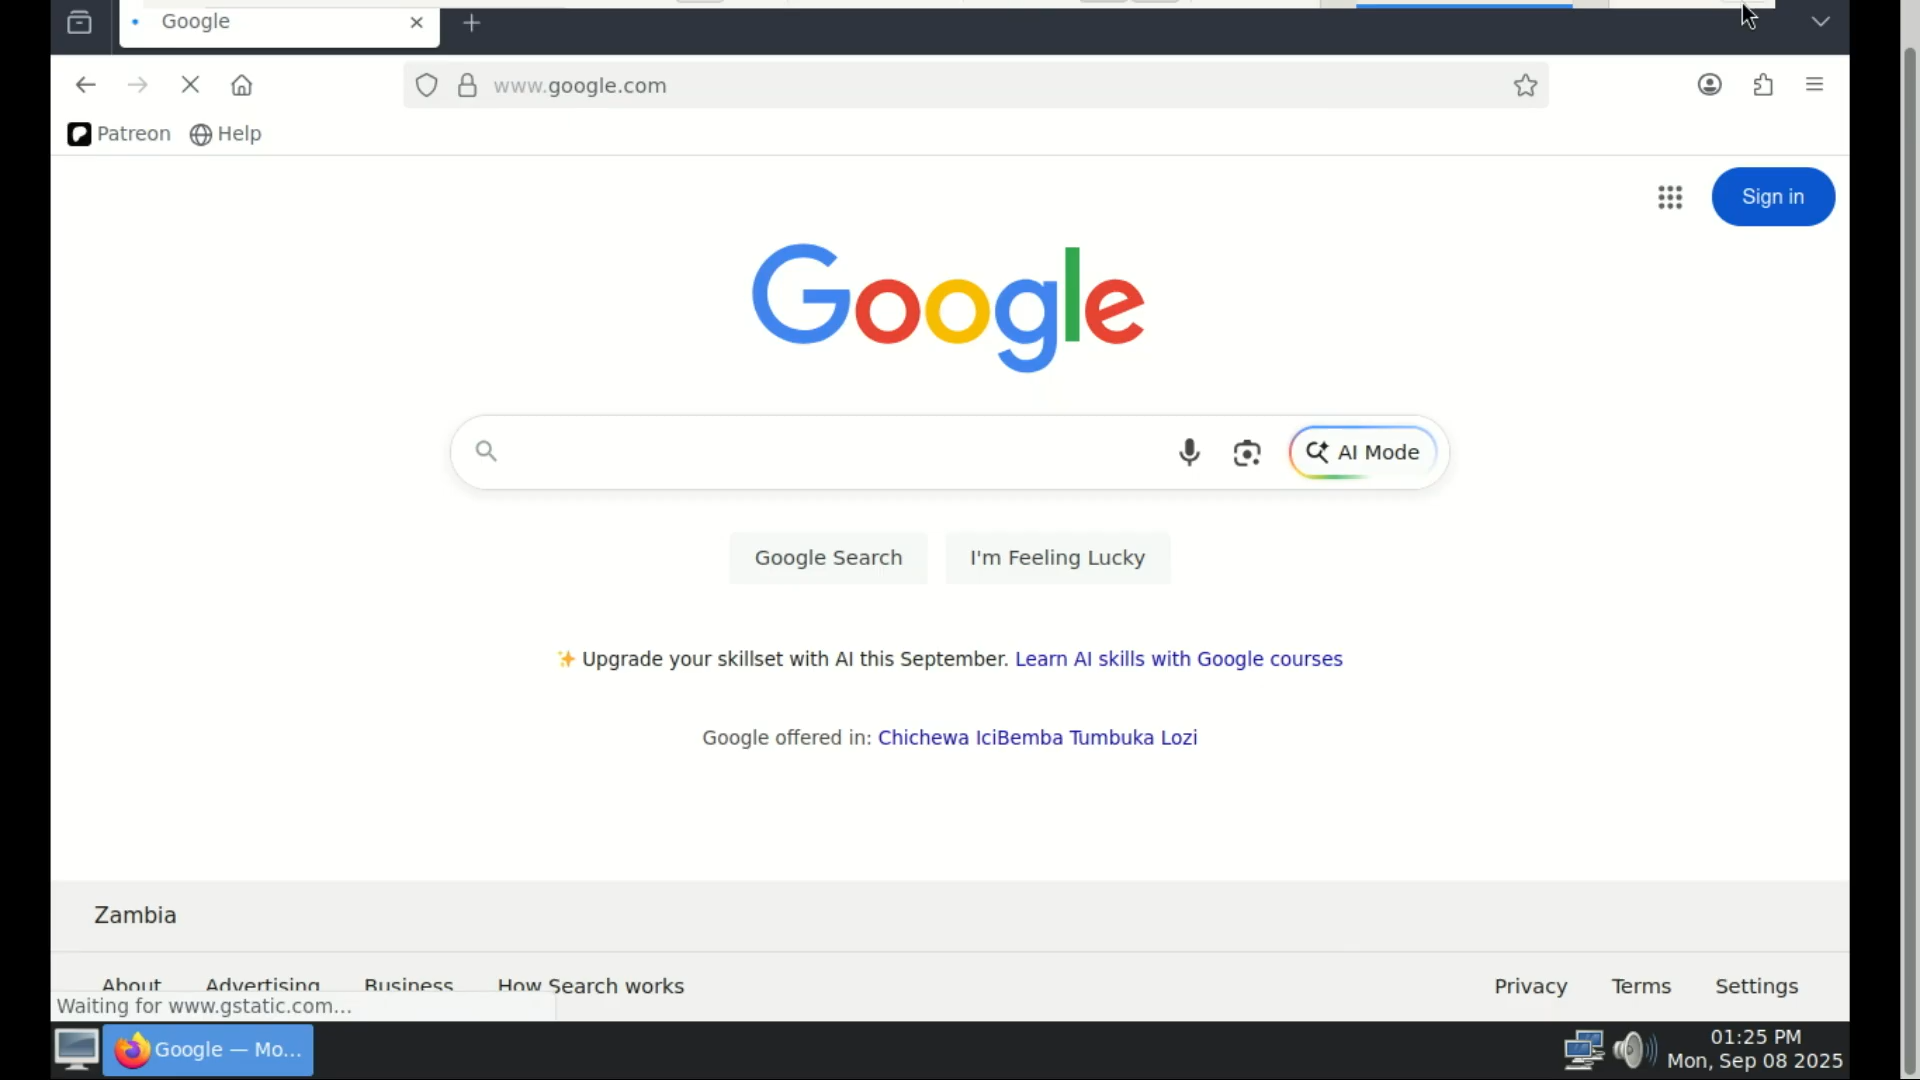 Google
www.google.com
Patreon Help
Sign in
Google
AI Mode
Google Search I'm Feeling Lucky
✨ Upgrade your skillset with AI this September. Learn AI skills with Google courses
Google offered in: Chichewa IciBemba Tumbuka Lozi
Zambia
About Advertising Business How Search works Privacy Terms Settings
Waiting for www.gstatic.com...
Google — Mo...
01:25 PM
Mon, Sep 08 2025